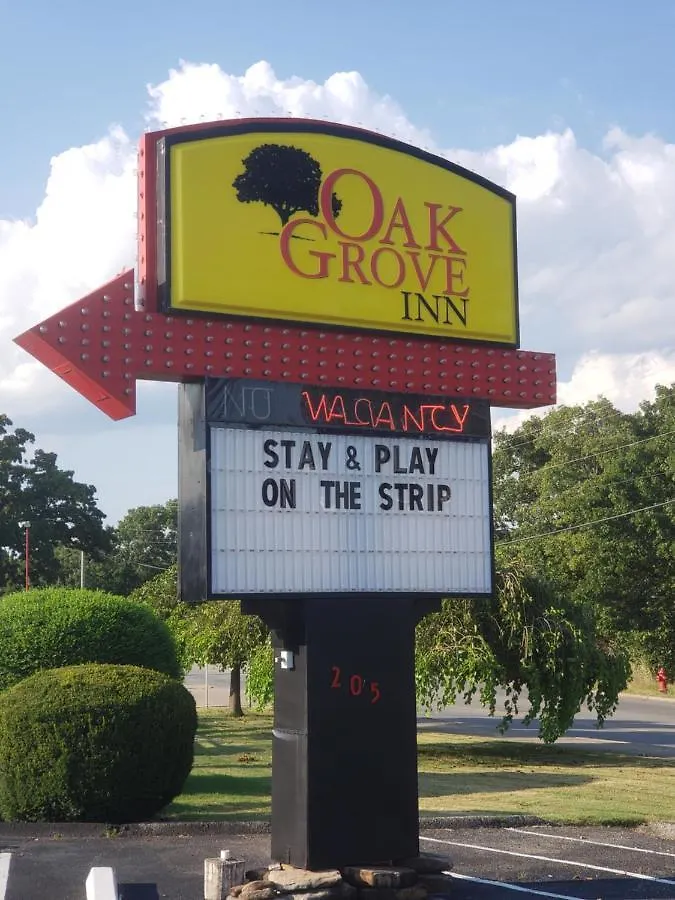 OAK
GROVE
INN
NO VACANCY
STAY & PLAY
ON THE STRIP
205